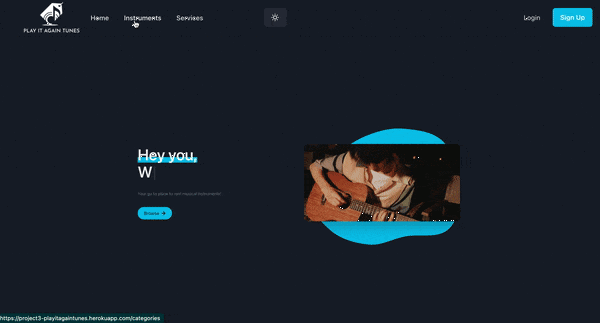 PLAY IT AGAIN TUNES
Home
Instruments
Services
Login
Sign Up
Hey you,
W
Your go to place to rent musical instruments!
Browse
https://project3-playitagaintunes.herokuapp.com/categories